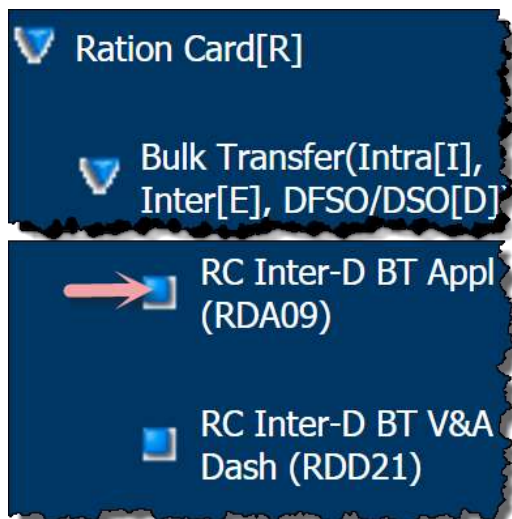 Ration Card[R]
Bulk Transfer(Intra[I],
Inter[E], DFSO/DSO[D]
RC Inter-D BT Appl
(RDA09)
RC Inter-D BT V&A
Dash (RDD21)